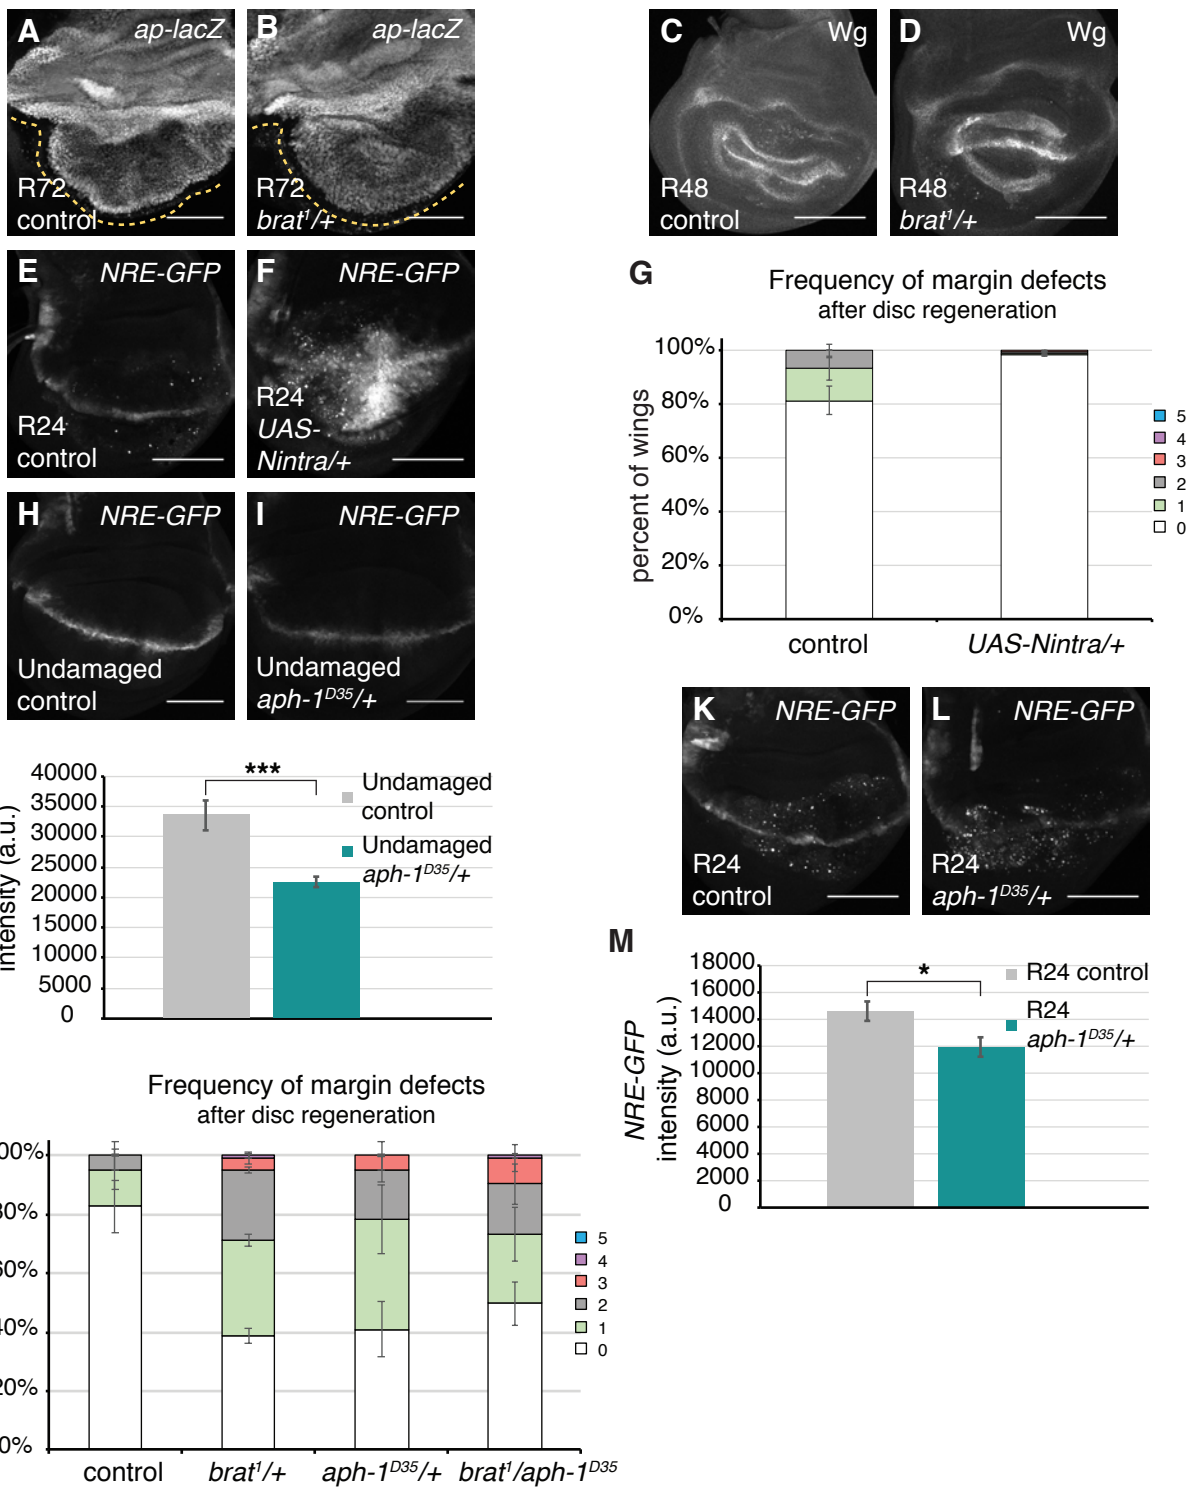 A ap-lacZ
R72
control
B ap-lacZ
R72
brat¹/+
C Wg
R48
control
D Wg
R48
brat¹/+
E NRE-GFP
R24
control
F NRE-GFP
R24
UAS-
Nintra/+
G
Frequency of margin defects
after disc regeneration
percent of wings
100%
80%
60%
40%
20%
0%
control
UAS-Nintra/+
5
4
3
2
1
0
H NRE-GFP
Undamaged
control
I NRE-GFP
Undamaged
aph-1ᴰ³⁵/+
intensity (a.u.)
40000
35000
30000
25000
20000
15000
10000
5000
0
***
Undamaged
control
Undamaged
aph-1ᴰ³⁵/+
K NRE-GFP
R24
control
L NRE-GFP
R24
aph-1ᴰ³⁵/+
M
NRE-GFP
intensity (a.u.)
18000
16000
14000
12000
10000
8000
6000
4000
2000
0
*
R24 control
R24
aph-1ᴰ³⁵/+
Frequency of margin defects
after disc regeneration
00%
80%
60%
40%
20%
0%
control
brat¹/+
aph-1ᴰ³⁵/+
brat¹/aph-1ᴰ³⁵
5
4
3
2
1
0